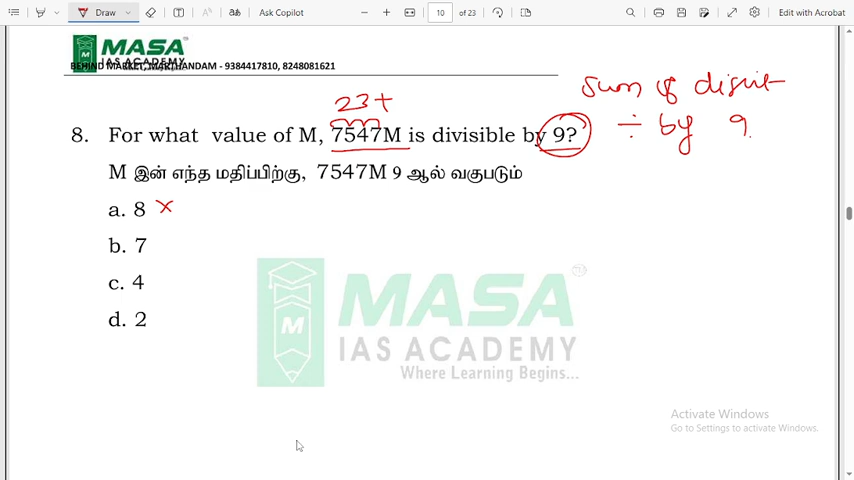 Draw
Ask Copilot
10 of 23
Edit with Acrobat
MASA
IAS ACADEMY
BEHIND MARKET, MARTHANDAM - 9384417810, 8248081621
Sum of digit
÷ by 9
23+
8. For what value of M, 7547M is divisible by 9?
M இன் எந்த மதிப்பிற்கு, 7547M 9 ஆல் வகுபடும்
a. 8 ×
b. 7
c. 4
d. 2
MASA
IAS ACADEMY
Where Learning Begins...
M
Activate Windows
Go to Settings to activate Windows.